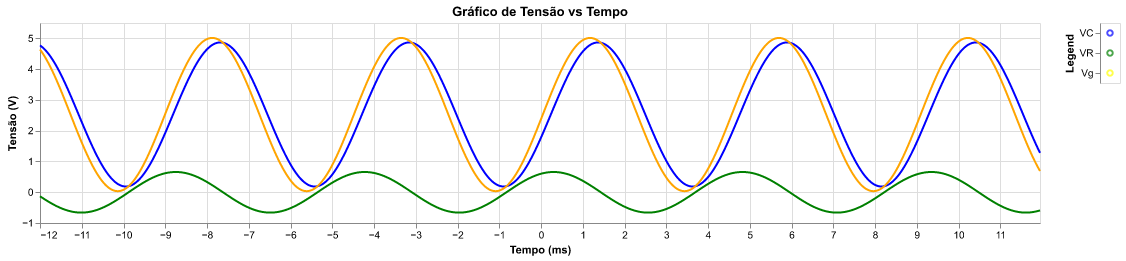 Gráfico de Tensão vs Tempo
Tensão (V)
5
4
3
2
1
0
−1
−12 −11 −10 −9 −8 −7 −6 −5 −4 −3 −2 −1 0 1 2 3 4 5 6 7 8 9 10 11
Tempo (ms)
Legend
VC
VR
Vg